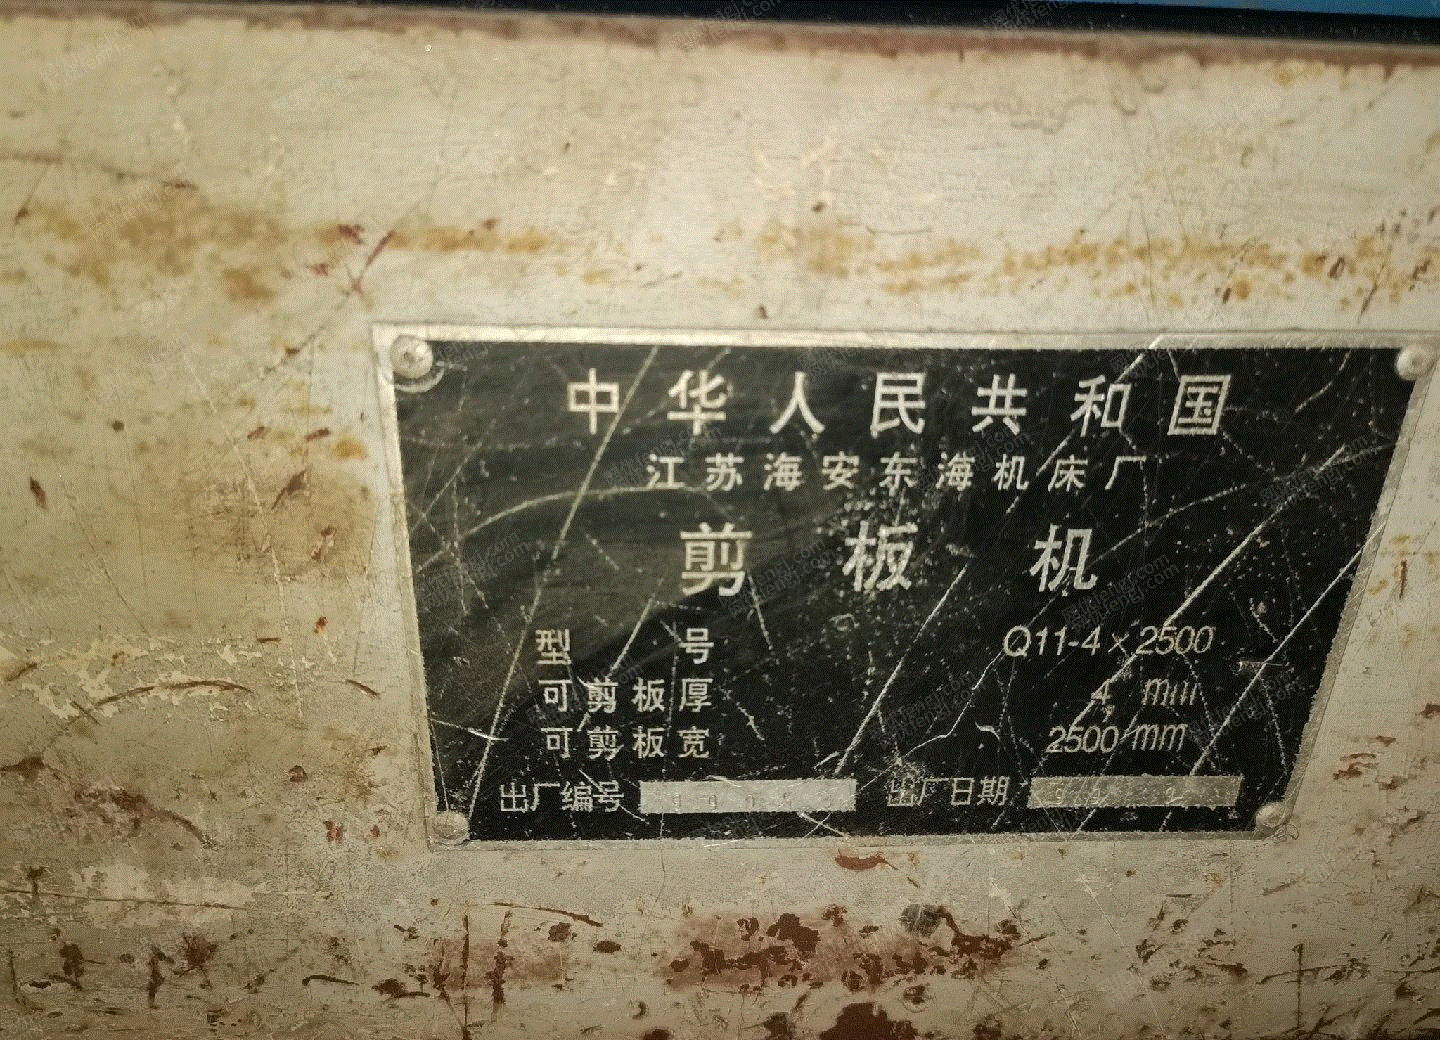 中华人民共和国
江苏海安东海机床厂
剪板机
型号 Q11-4×2500
可剪板厚 4 mm
可剪板宽 2500 mm
出厂编号 出厂日期